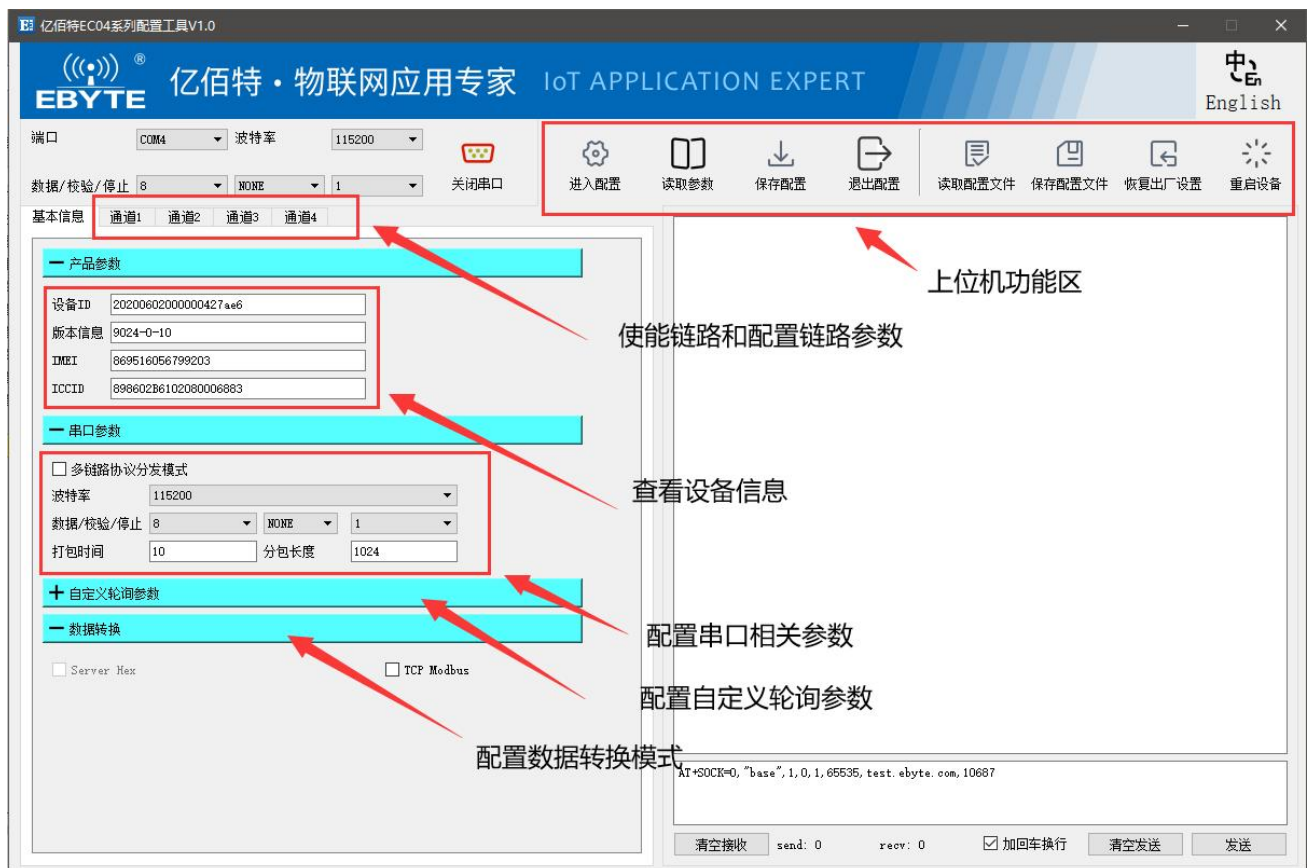 亿佰特EC04系列配置工具V1.0
EBYTE ®
亿佰特·物联网应用专家 IoT APPLICATION EXPERT
中 En
English
端口 COM4 波特率 115200
数据/校验/停止 8 NONE 1
关闭串口
进入配置 读取参数 保存配置 退出配置 读取配置文件 保存配置文件 恢复出厂设置 重启设备
基本信息 通道1 通道2 通道3 通道4
上位机功能区
产品参数
设备ID 20200602000000427ae6
版本信息 9024-0-10
IMEI 869516056799203
ICCID 898602B6102080006883
使能链路和配置链路参数
串口参数
查看设备信息
多链路协议分发模式
波特率 115200
数据/校验/停止 8 NONE 1
打包时间 10 分包长度 1024
自定义轮询参数
数据转换
配置串口相关参数
Server Hex TCP Modbus
配置自定义轮询参数
配置数据转换模式
AT+SOCK=0,"base",1,0,1,65535,test.ebyte.com,10687
清空接收 send: 0 recv: 0 加回车换行 清空发送 发送